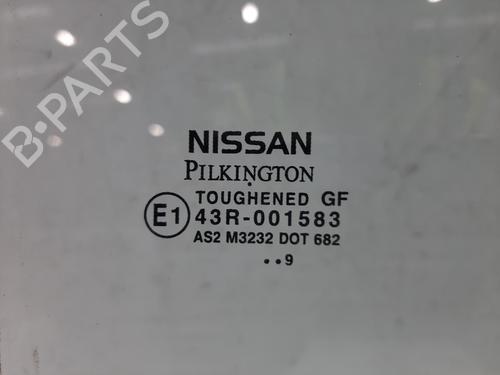 B-PARTS
NISSAN
PILKINGTON
TOUGHENED GF
E1 43R-001583
AS2 M3232 DOT 682
..9